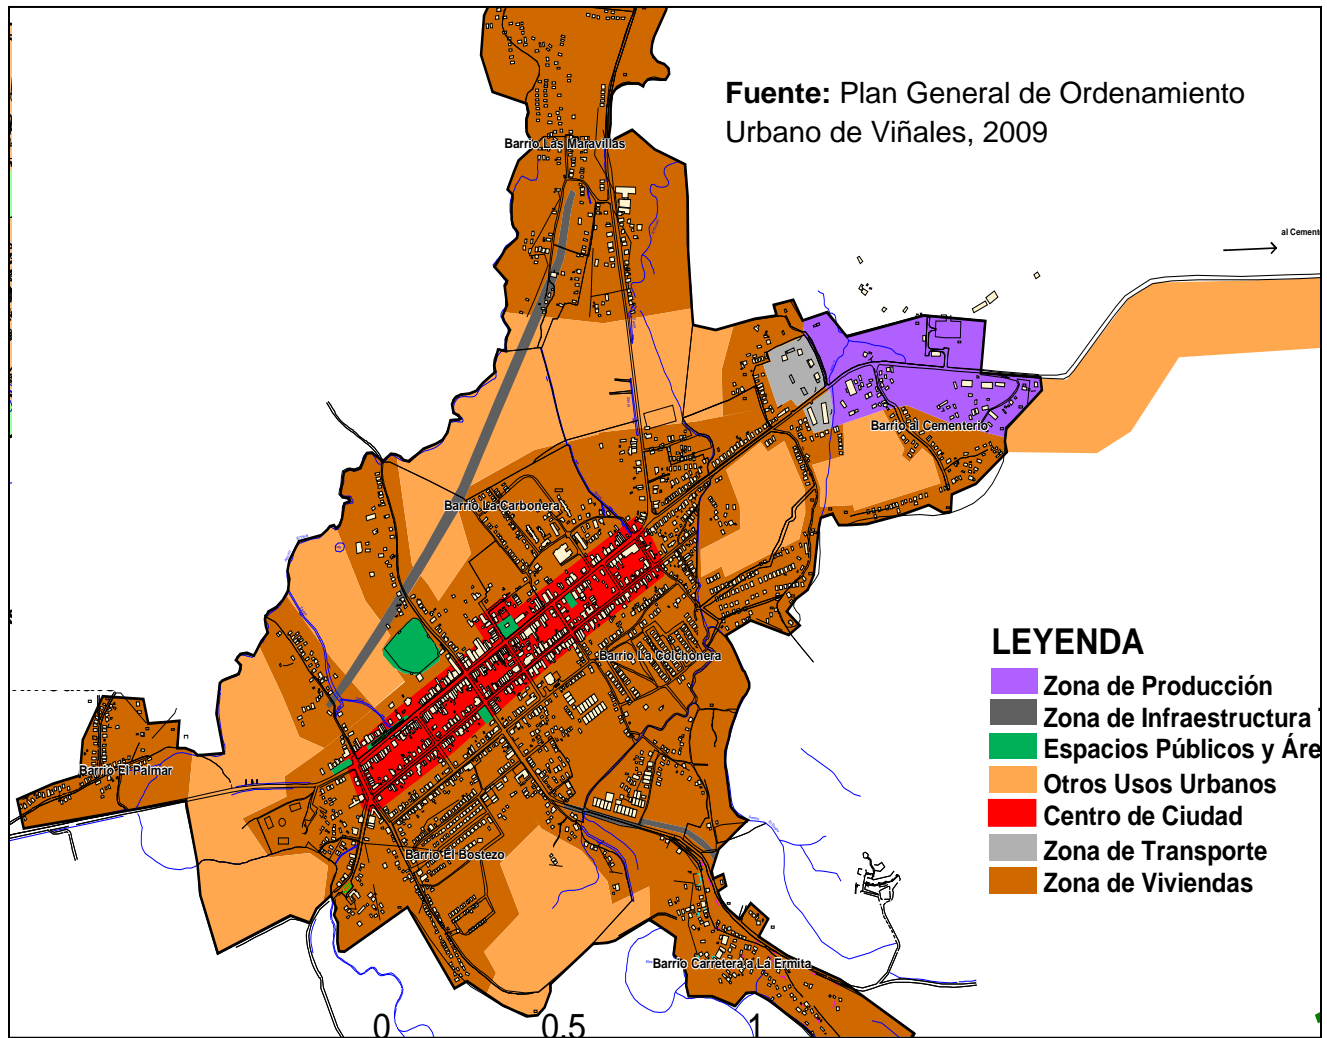 Fuente: Plan General de Ordenamiento
Urbano de Viñales, 2009
Barrio Las Maravillas
al Cement
Barrio al Cementerio
Barrio La Carbonera
Barrio La Colchonera
Barrio El Palmar
Barrio El Bostezo
Barrio Carretera a La Ermita
LEYENDA
Zona de Producción
Zona de Infraestructura
Espacios Públicos y Áre
Otros Usos Urbanos
Centro de Ciudad
Zona de Transporte
Zona de Viviendas
0 0,5 1